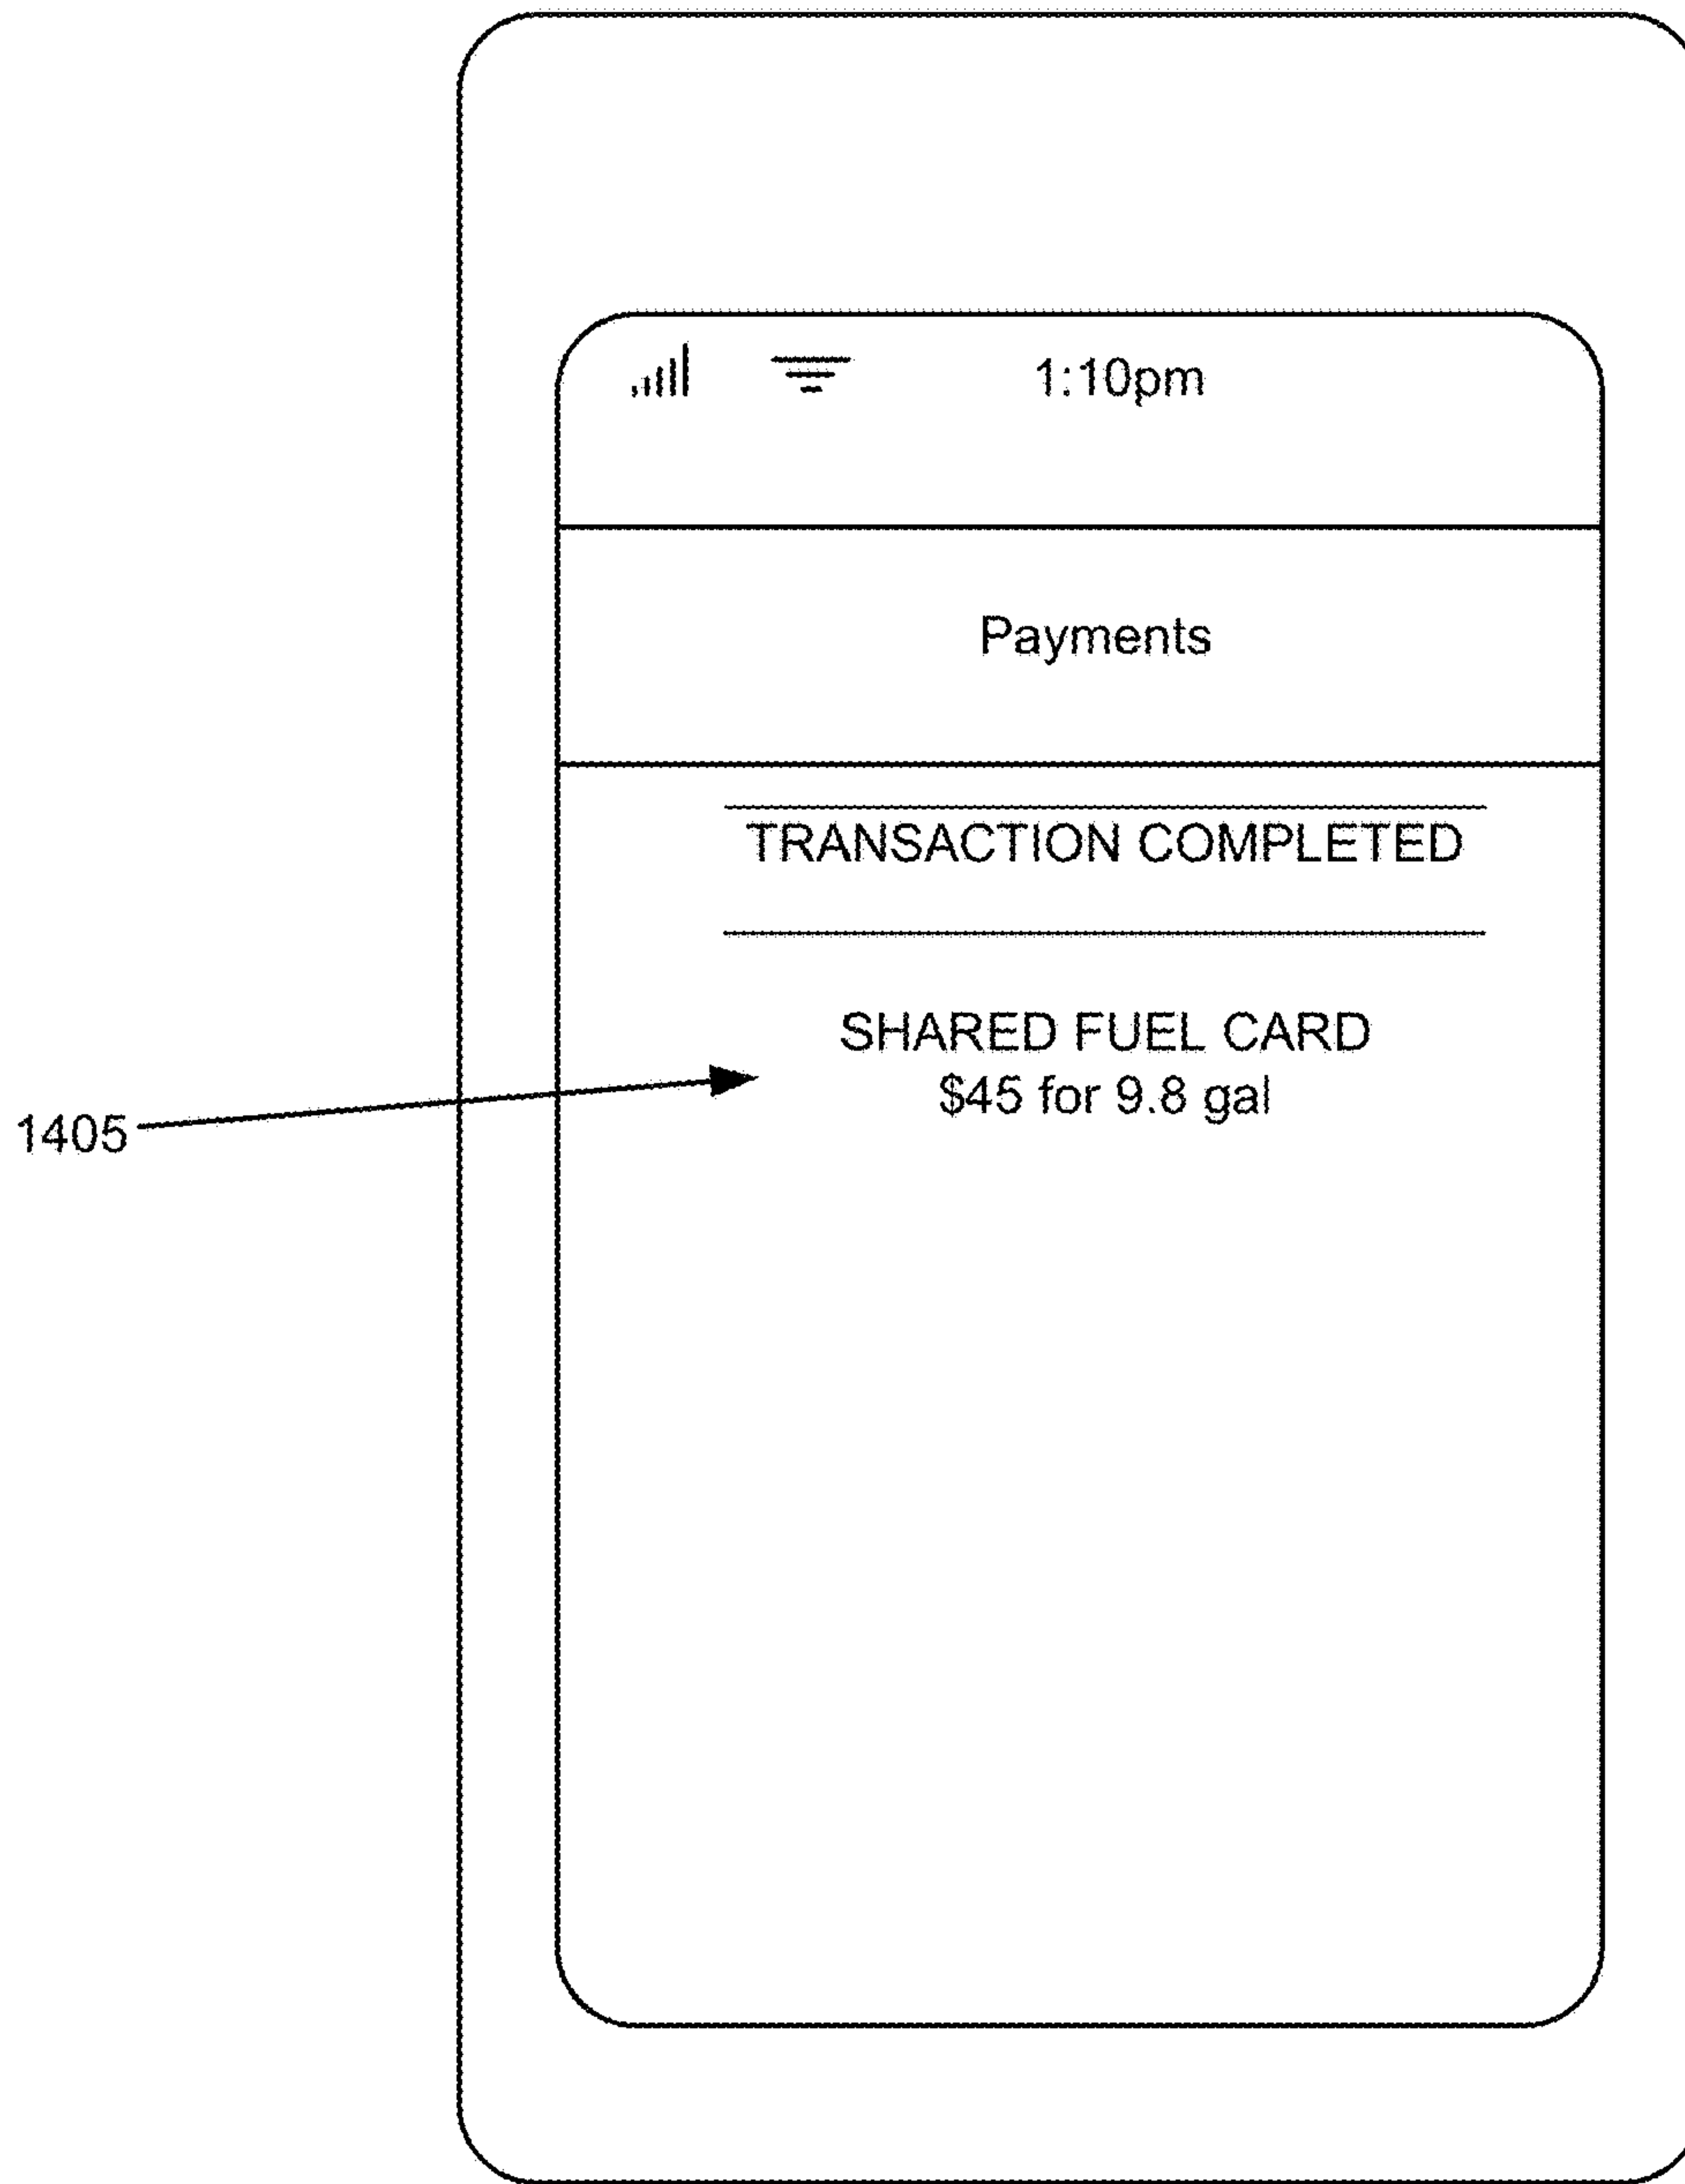 1:10pm
Payments
TRANSACTION COMPLETED
SHARED FUEL CARD
$45 for 9.8 gal
1405